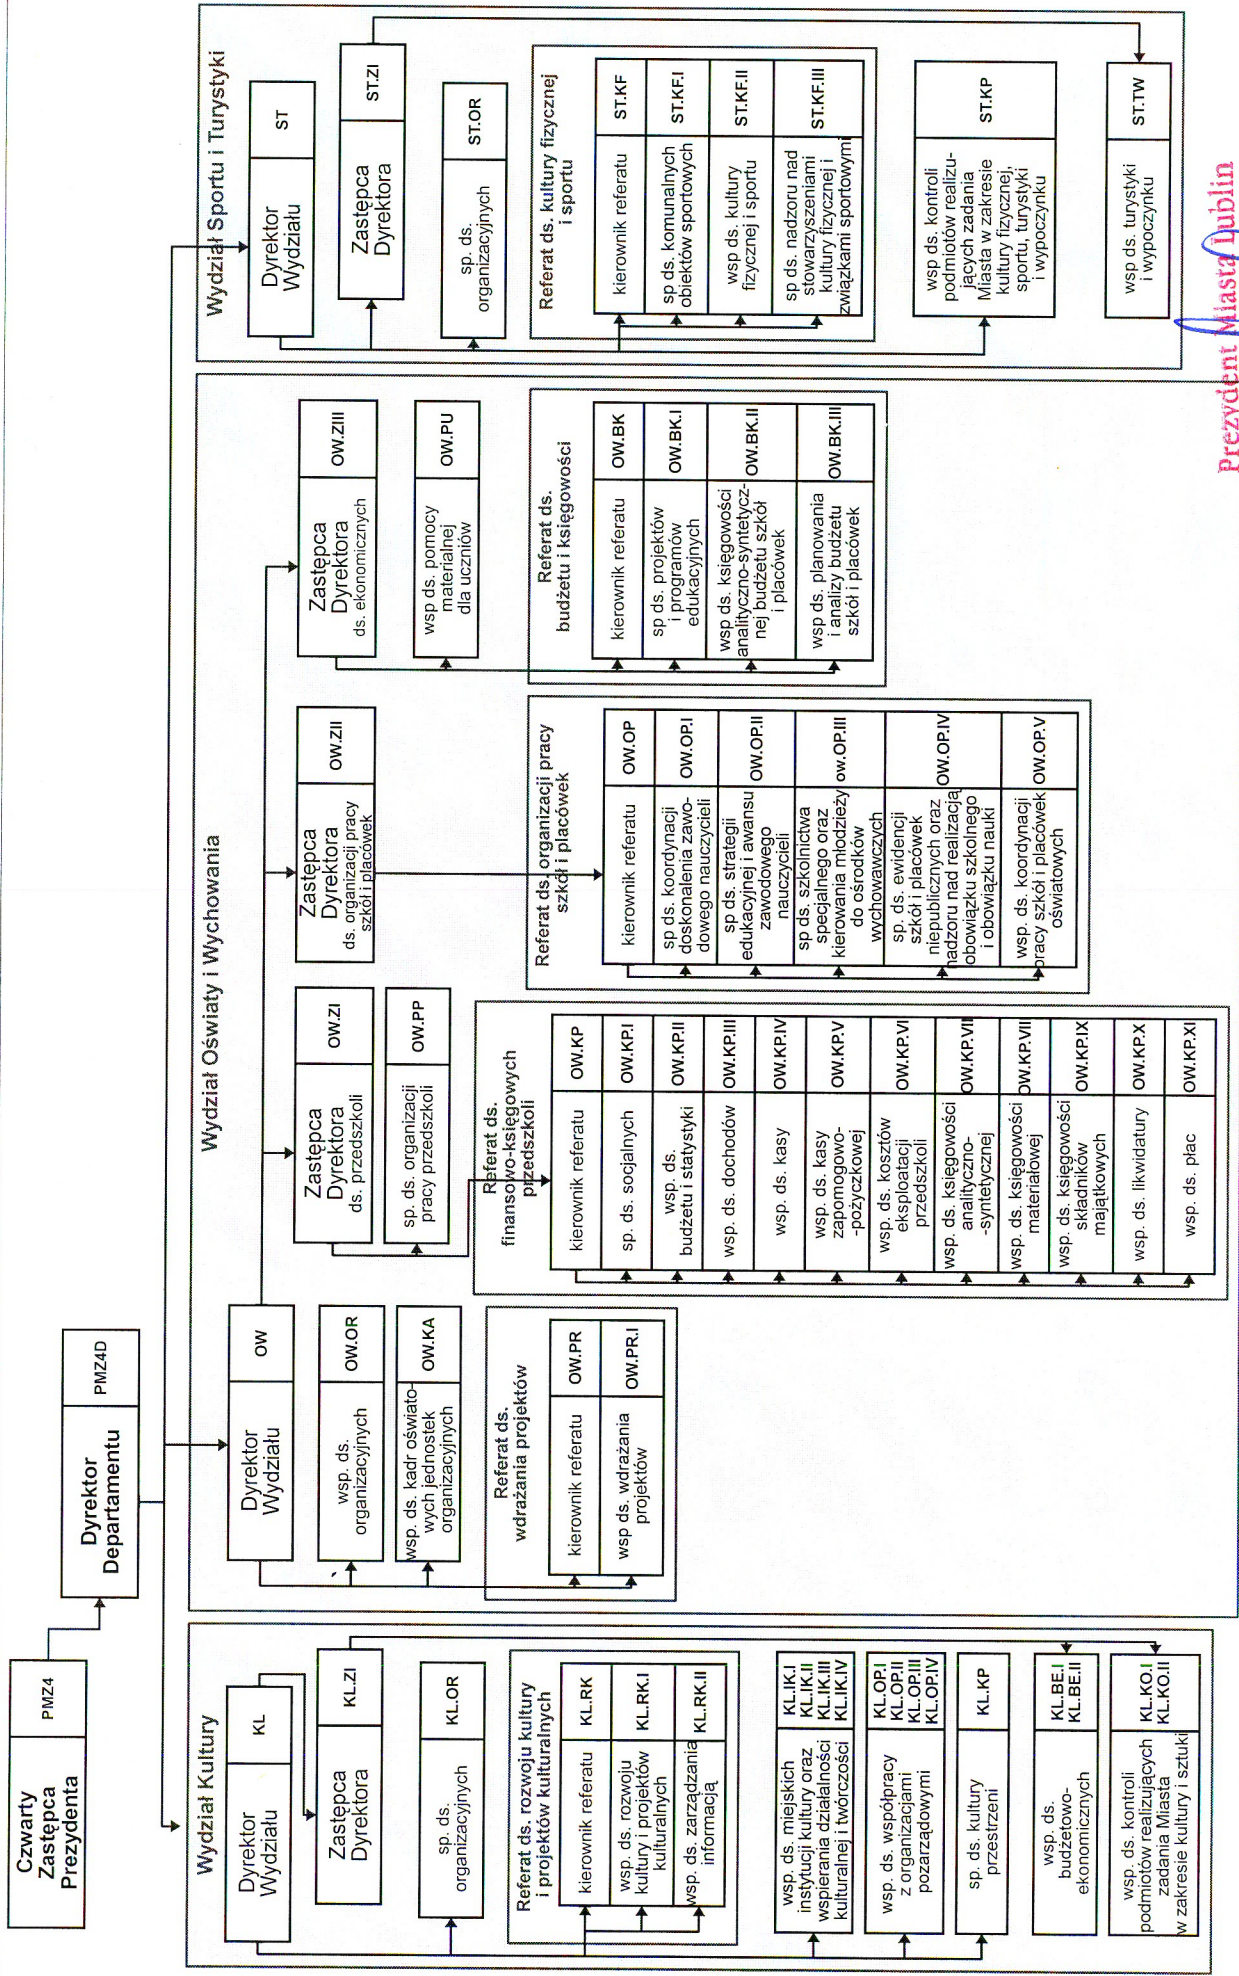 Czwarty
Zastępca
Prezydenta
PMZ4
Dyrektor
Departamentu
PMZ4D
Wydział Kultury
Dyrektor
Wydziału
KL
Zastępca
Dyrektora
KL.ZI
sp. ds.
organizacyjnych
KL.OR
Referat ds. rozwoju kultury
i projektów kulturalnych
kierownik referatu
KL.RK
wsp. ds. rozwoju
kultury i projektów
kulturalnych
KL.RK.I
wsp. ds. zarządzania
informacją
KL.RK.II
wsp. ds. miejskich
instytucji kultury oraz
wspierania działalności
kulturalnej i twórczości
KL.IK.I
KL.IK.II
KL.IK.III
KL.IK.IV
wsp. ds. współpracy
z organizacjami
pozarządowymi
KL.OP.I
KL.OP.II
KL.OP.III
KL.OP.IV
sp. ds. kultury
przestrzeni
KL.KP
wsp. ds.
budżetowo-
ekonomicznych
KL.BE.I
KL.BE.II
wsp. ds. kontroli
podmiotów realizujących
zadania Miasta
w zakresie kultury i sztuki
KL.KO.I
KL.KO.II
Wydział Oświaty i Wychowania
Dyrektor
Wydziału
OW
wsp. ds.
organizacyjnych
OW.OR
wsp. ds. kadr oświato-
wych jednostek
organizacyjnych
OW.KA
Referat ds.
wdrażania projektów
kierownik referatu
OW.PR
wsp ds. wdrażania
projektów
OW.PR.I
Zastępca
Dyrektora
ds. przedszkoli
OW.ZI
sp. ds. organizacji
pracy przedszkoli
OW.PP
Referat ds.
finansowo-księgowych
przedszkoli
kierownik referatu
OW.KP
sp. ds. socjalnych
OW.KP.I
wsp. ds.
budżetu i statystyki
OW.KP.II
wsp. ds. dochodów
OW.KP.III
wsp. ds. kasy
OW.KP.IV
wsp. ds. kasy
zapomogowo-
-pożyczkowej
OW.KP.V
wsp. ds. kosztów
eksploatacji
przedszkoli
OW.KP.VI
wsp. ds. księgowości
analityczno-
-syntetycznej
OW.KP.VII
wsp. ds. księgowości
materiałowej
OW.KP.VIII
wsp. ds. księgowości
składników
majątkowych
OW.KP.IX
wsp. ds. likwidatury
OW.KP.X
wsp. ds. płac
OW.KP.XI
Zastępca
Dyrektora
ds. organizacji pracy
szkół i placówek
OW.ZII
Referat ds. organizacji pracy
szkół i placówek
kierownik referatu
OW.OP
sp ds. koordynacji
doskonalenia zawo-
dowego nauczycieli
OW.OP.I
sp ds. strategii
edukacyjnej i awansu
zawodowego
nauczycieli
OW.OP.II
sp ds. szkolnictwa
specjalnego oraz
kierowania młodzieży
do ośrodków
wychowawczych
OW.OP.III
sp. ds. ewidencji
szkół i placówek
niepublicznych oraz
nadzoru nad realizacją
obowiązku szkolnego
i obowiązku nauki
OW.OP.IV
wsp. ds. koordynacji
pracy szkół i placówek
oświatowych
OW.OP.V
Zastępca
Dyrektora
ds. ekonomicznych
OW.ZIII
wsp ds. pomocy
materialnej
dla uczniów
OW.PU
Referat ds.
budżetu i księgowości
kierownik referatu
OW.BK
sp ds. projektów
i programów
edukacyjnych
OW.BK.I
wsp ds. księgowości
analityczno-syntetycz-
nej budżetu szkół
i placówek
OW.BK.II
wsp ds. planowania
i analizy budżetu
szkół i placówek
OW.BK.III
Wydział Sportu i Turystyki
Dyrektor
Wydziału
ST
Zastępca
Dyrektora
ST.ZI
sp. ds.
organizacyjnych
ST.OR
Referat ds. kultury fizycznej
i sportu
kierownik referatu
ST.KF
sp ds. komunalnych
obiektów sportowych
ST.KF.I
wsp ds. kultury
fizycznej i sportu
ST.KF.II
sp ds. nadzoru nad
stowarzyszeniami
kultury fizycznej i
związkami sportowymi
ST.KF.III
wsp ds. kontroli
podmiotów realizu-
jących zadania
Miasta w zakresie
kultury fizycznej,
sportu, turystyki
i wypoczynku
ST.KP
wsp ds. turystyki
i wypoczynku
ST.TW
Prezydent Miasta Lublin